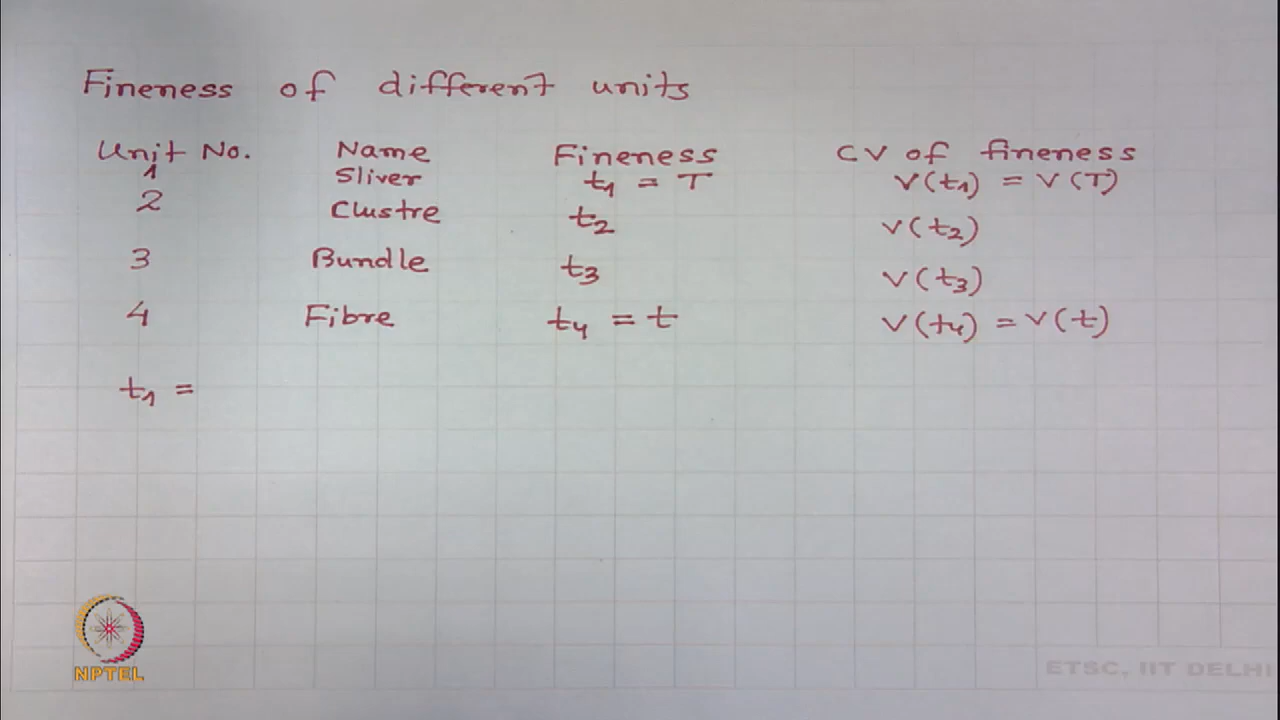 Fineness of different units
Unit No. Name Fineness CV of fineness
1 Sliver t₁ = T V(t₁) = V(T)
2 Clustre t₂ V(t₂)
3 Bundle t₃ V(t₃)
4 Fibre t₄ = t V(t₄) = V(t)
t₁ =
NPTEL
ETSC, IIT DELHI